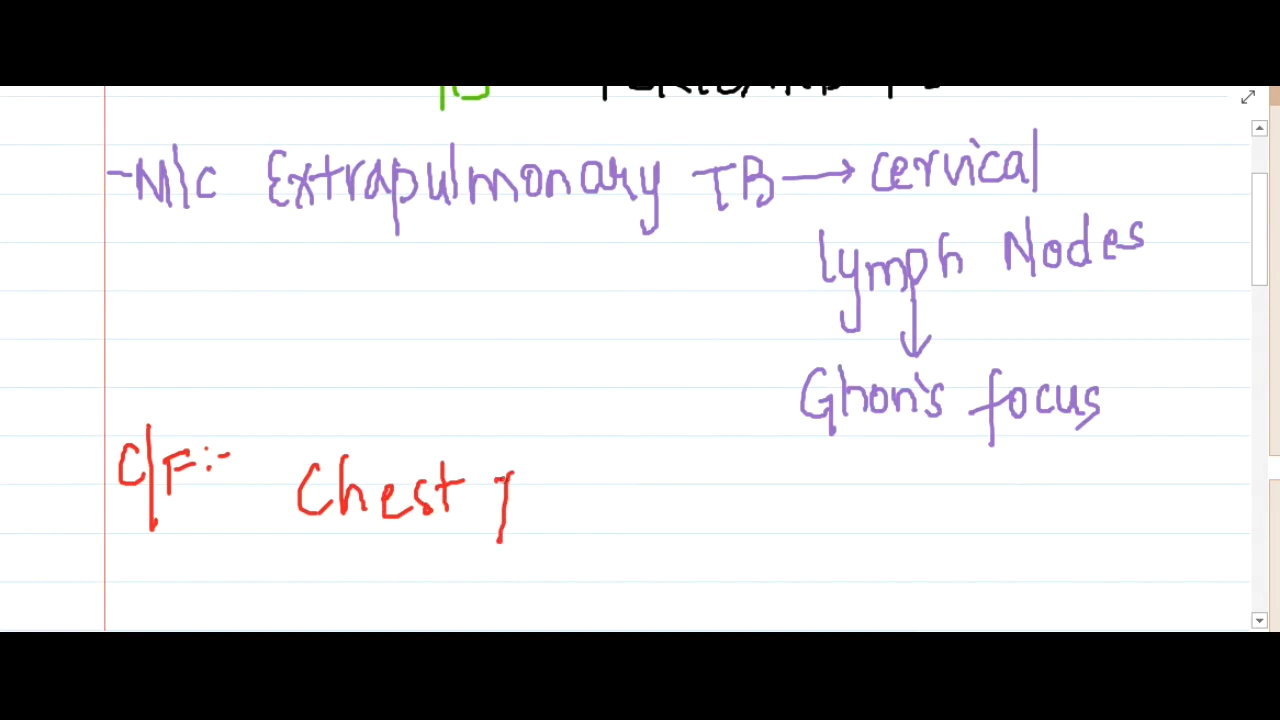 -M/c Extrapulmonary TB → cervical
Lymph Nodes
↓
Ghon's focus
C/F:- Chest